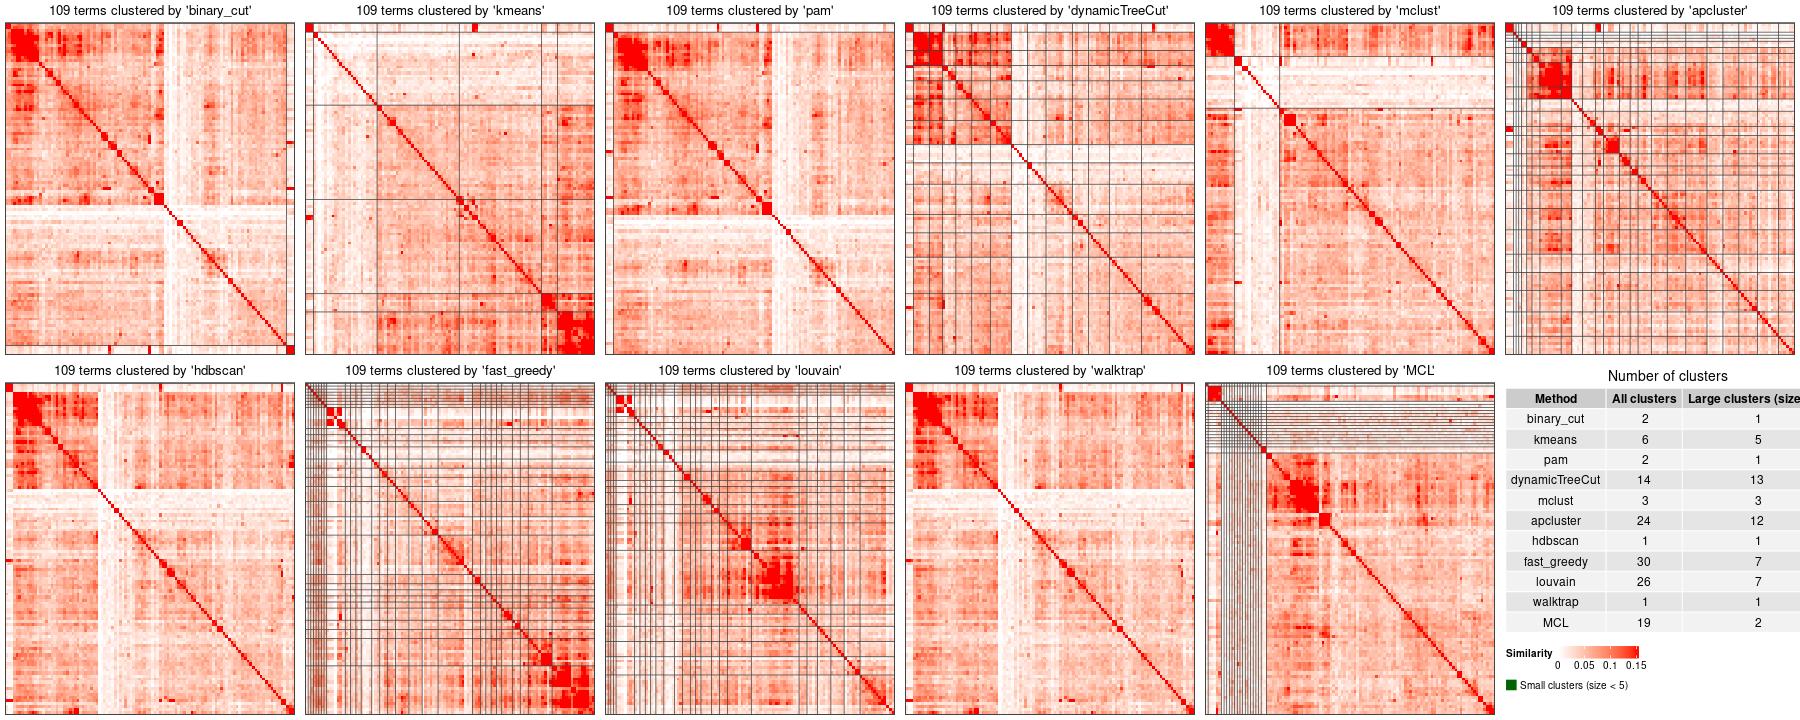 109 terms clustered by 'binary_cut'
109 terms clustered by 'kmeans'
109 terms clustered by 'pam'
109 terms clustered by 'dynamicTreeCut'
109 terms clustered by 'mclust'
109 terms clustered by 'apcluster'
109 terms clustered by 'hdbscan'
109 terms clustered by 'fast_greedy'
109 terms clustered by 'louvain'
109 terms clustered by 'walktrap'
109 terms clustered by 'MCL'
Number of clusters
Method All clusters Large clusters (size
binary_cut 2 1
kmeans 6 5
pam 2 1
dynamicTreeCut 14 13
mclust 3 3
apcluster 24 12
hdbscan 1 1
fast_greedy 30 7
louvain 26 7
walktrap 1 1
MCL 19 2
Similarity
0 0.05 0.1 0.15
Small clusters (size < 5)